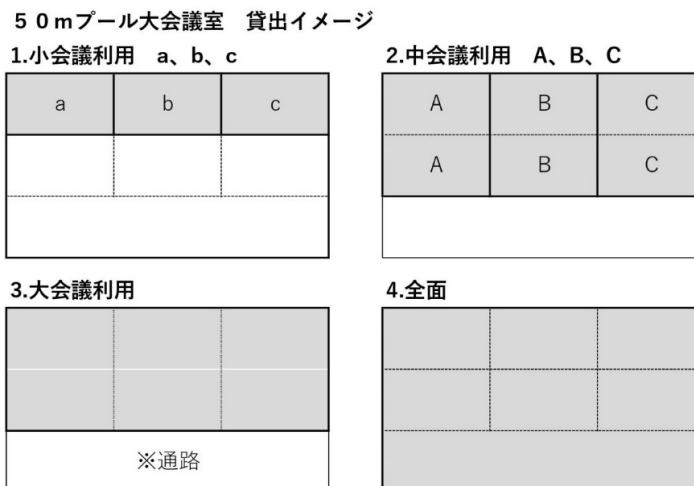 ５０ｍプール大会議室　貸出イメージ
1.小会議利用　a、b、c
a b c
2.中会議利用　A、B、C
A B C
A B C
3.大会議利用
※通路
4.全面